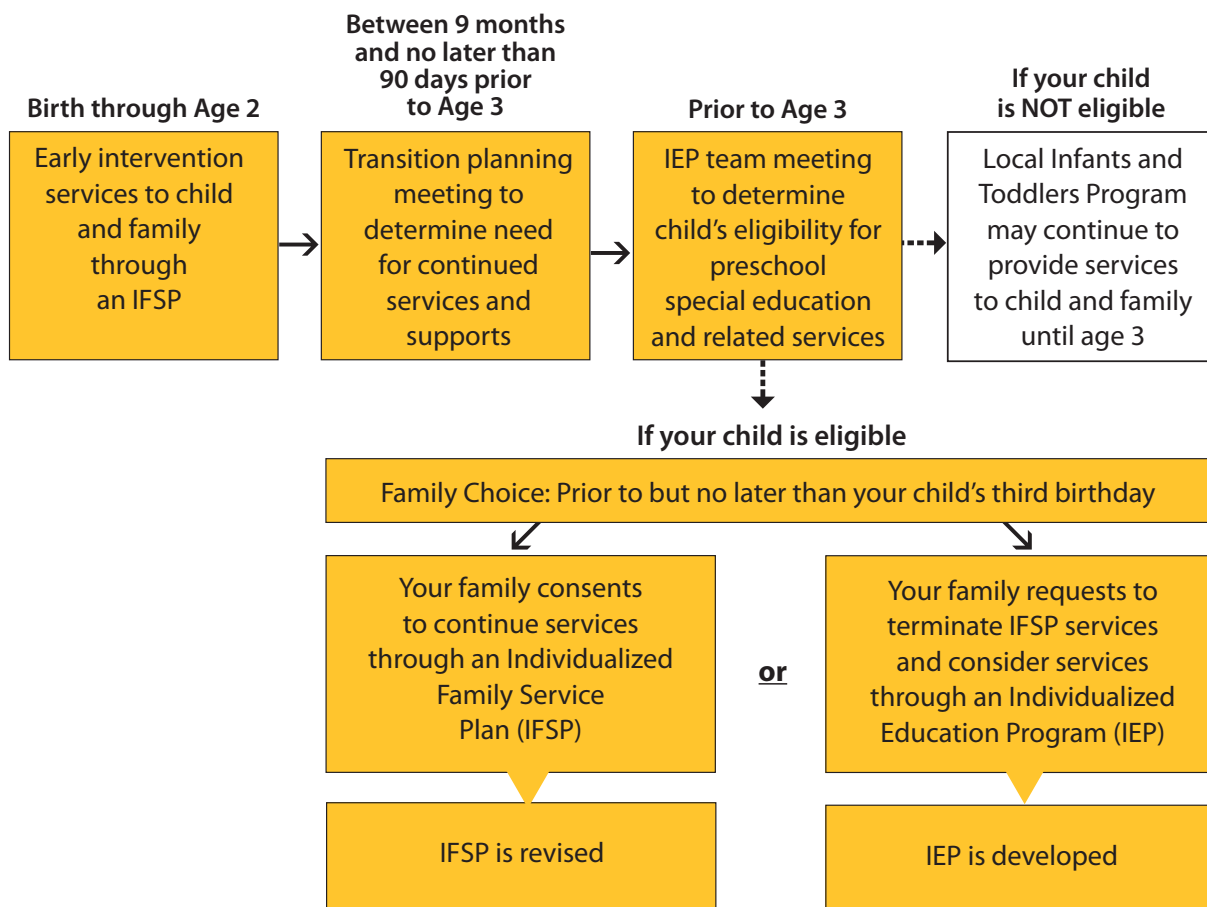 Birth through Age 2
Early intervention
services to child
and family
through
an IFSP
Between 9 months
and no later than
90 days prior
to Age 3
Transition planning
meeting to
determine need
for continued
services and
supports
Prior to Age 3
IEP team meeting
to determine
child’s eligibility for
preschool
special education
and related services
If your child
is NOT eligible
Local Infants and
Toddlers Program
may continue to
provide services
to child and family
until age 3
If your child is eligible
Family Choice: Prior to but no later than your child’s third birthday
Your family consents
to continue services
through an Individualized
Family Service
Plan (IFSP)
or
Your family requests to
terminate IFSP services
and consider services
through an Individualized
Education Program (IEP)
IFSP is revised
IEP is developed